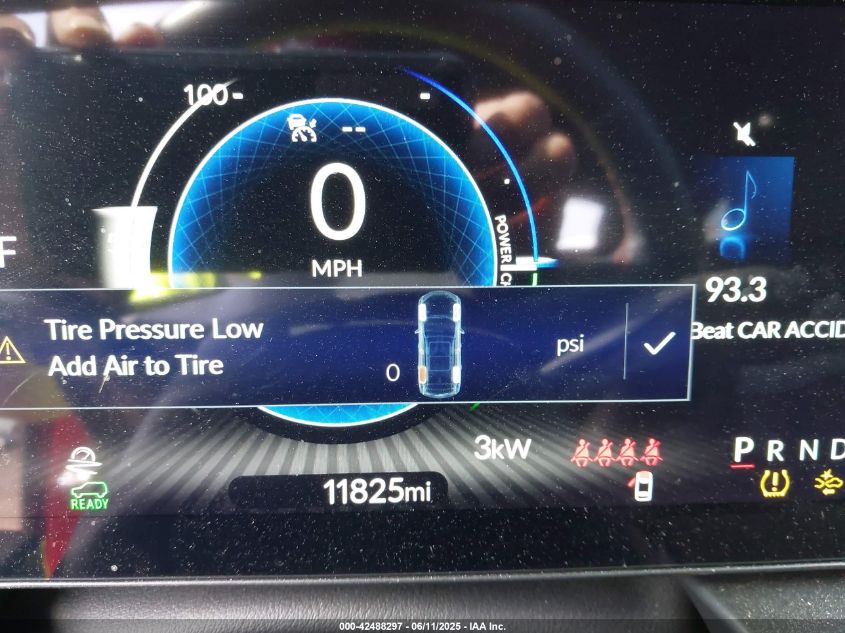 100
0
MPH
POWER
F
93.3
Beat CAR ACCID
Tire Pressure Low
Add Air to Tire
0
psi
3kW
P R N D
READY
11825mi
000-42488297 - 06/11/2025 - IAA Inc.